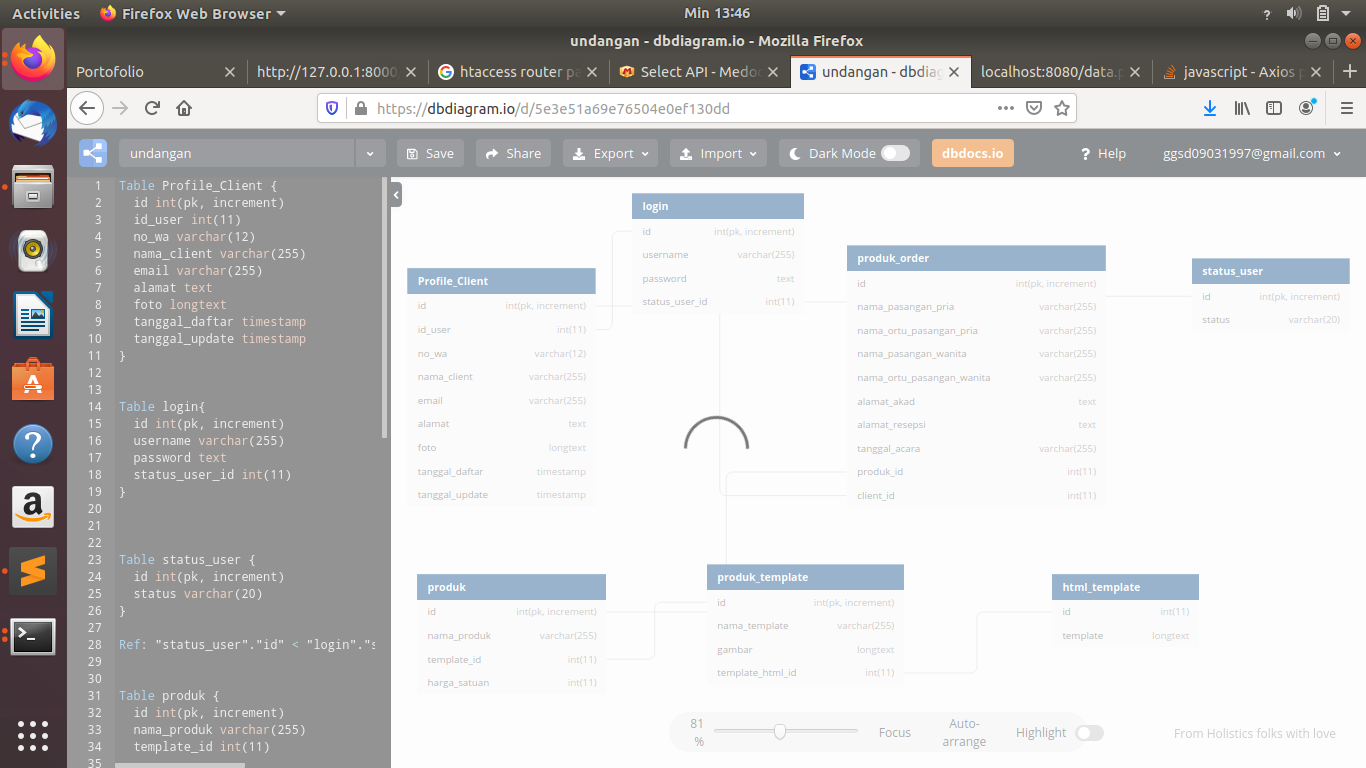 Activities
Firefox Web Browser
Min 13:46
undangan - dbdiagram.io - Mozilla Firefox
Portofolio
http://127.0.0.1:8000
htaccess router pa
Select API - Medoo
undangan - dbdiag
localhost:8080/data.p
javascript - Axios p
https://dbdiagram.io/d/5e3e51a69e76504e0ef130dd
undangan
Save
Share
Export
Import
Dark Mode
dbdocs.io
? Help
ggsd09031997@gmail.com
1 Table Profile_Client {
2 id int(pk, increment)
3 id_user int(11)
4 no_wa varchar(12)
5 nama_client varchar(255)
6 email varchar(255)
7 alamat text
8 foto longtext
9 tanggal_daftar timestamp
10 tanggal_update timestamp
11 }
12
13
14 Table login{
15 id int(pk, increment)
16 username varchar(255)
17 password text
18 status_user_id int(11)
19 }
20
21
22
23 Table status_user {
24 id int(pk, increment)
25 status varchar(20)
26 }
27
28 Ref: "status_user"."id" < "login"."s
29
30
31 Table produk {
32 id int(pk, increment)
33 nama_produk varchar(255)
34 template_id int(11)
35
login
id int(pk, increment)
username varchar(255)
password text
status_user_id int(11)
Profile_Client
id int(pk, increment)
id_user int(11)
no_wa varchar(12)
nama_client varchar(255)
email varchar(255)
alamat text
foto longtext
tanggal_daftar timestamp
tanggal_update timestamp
produk_order
id int(pk, increment)
nama_pasangan_pria varchar(255)
nama_ortu_pasangan_pria varchar(255)
nama_pasangan_wanita varchar(255)
nama_ortu_pasangan_wanita varchar(255)
alamat_akad text
alamat_resepsi text
tanggal_acara varchar(255)
produk_id int(11)
client_id int(11)
status_user
id int(pk, increment)
status varchar(20)
produk
id int(pk, increment)
nama_produk varchar(255)
template_id int(11)
harga_satuan int(11)
produk_template
id int(pk, increment)
nama_template varchar(255)
gambar longtext
template_html_id int(11)
html_template
id int(11)
template longtext
81
%
Focus
Auto-
arrange
Highlight
From Holistics folks with love